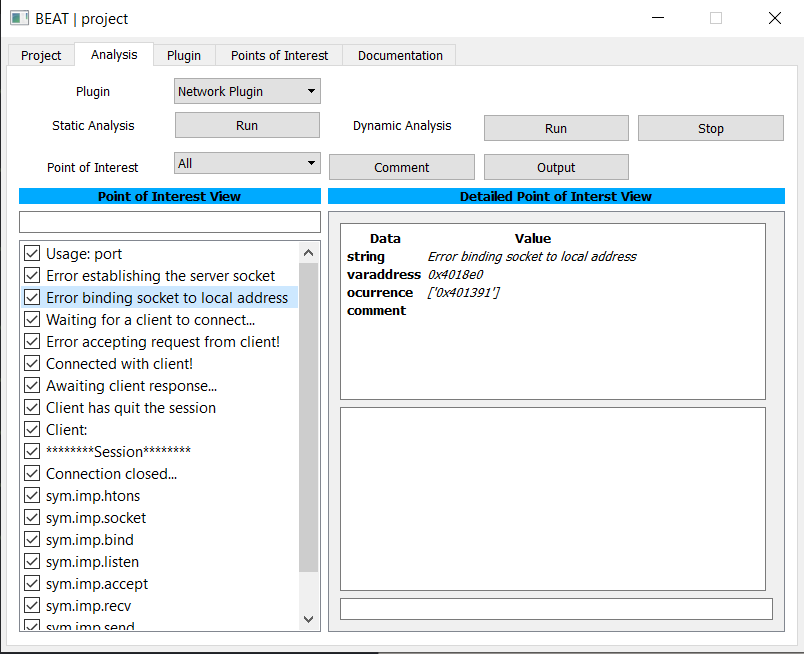 BEAT | project
Project Analysis Plugin Points of Interest Documentation
Plugin Network Plugin
Static Analysis Run Dynamic Analysis Run Stop
Point of Interest All Comment Output
Point of Interest View Detailed Point of Interst View
Usage: port
Error establishing the server socket
Error binding socket to local address
Waiting for a client to connect...
Error accepting request from client!
Connected with client!
Awaiting client response...
Client has quit the session
Client:
********Session********
Connection closed...
sym.imp.htons
sym.imp.socket
sym.imp.bind
sym.imp.listen
sym.imp.accept
sym.imp.recv
sym.imp.send
Data Value
string Error binding socket to local address
varaddress 0x4018e0
ocurrence ['0x401391']
comment